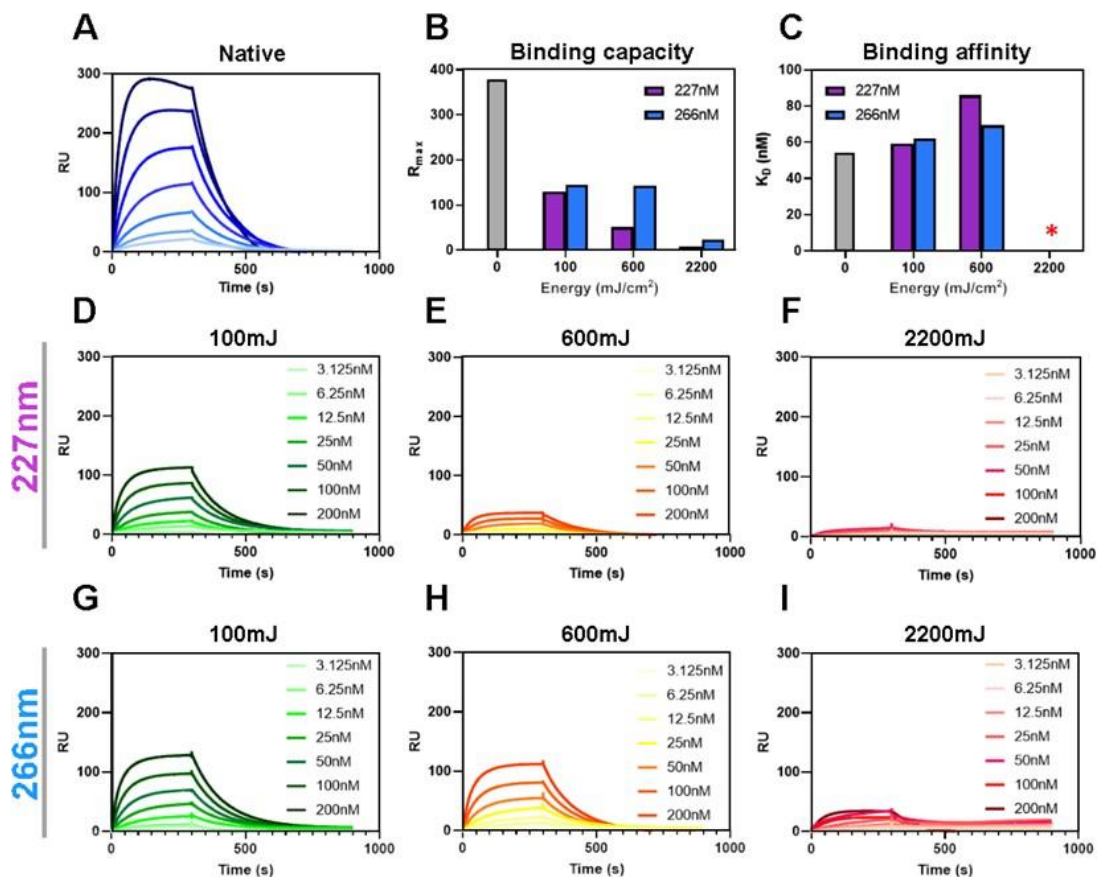 A
Native
300
200
100
0
RU
0
500
1000
Time (s)
B
Binding capacity
400
300
200
100
0
Rmax
227nM
266nM
0
100
600
2200
Energy (mJ/cm²)
C
Binding affinity
100
80
60
40
20
0
KD (nM)
227nM
266nM
*
0
100
600
2200
Energy (mJ/cm²)
227nm
D
100mJ
300
200
100
0
RU
3.125nM
6.25nM
12.5nM
25nM
50nM
100nM
200nM
0
500
1000
Time (s)
E
600mJ
300
200
100
0
RU
3.125nM
6.25nM
12.5nM
25nM
50nM
100nM
200nM
0
500
1000
Time (s)
F
2200mJ
300
200
100
0
RU
3.125nM
6.25nM
12.5nM
25nM
50nM
100nM
200nM
0
500
1000
Time (s)
266nm
G
100mJ
300
200
100
0
RU
3.125nM
6.25nM
12.5nM
25nM
50nM
100nM
200nM
0
500
1000
Time (s)
H
600mJ
300
200
100
0
RU
3.125nM
6.25nM
12.5nM
25nM
50nM
100nM
200nM
0
500
1000
Time (s)
I
2200mJ
300
200
100
0
RU
3.125nM
6.25nM
12.5nM
25nM
50nM
100nM
200nM
0
500
1000
Time (s)